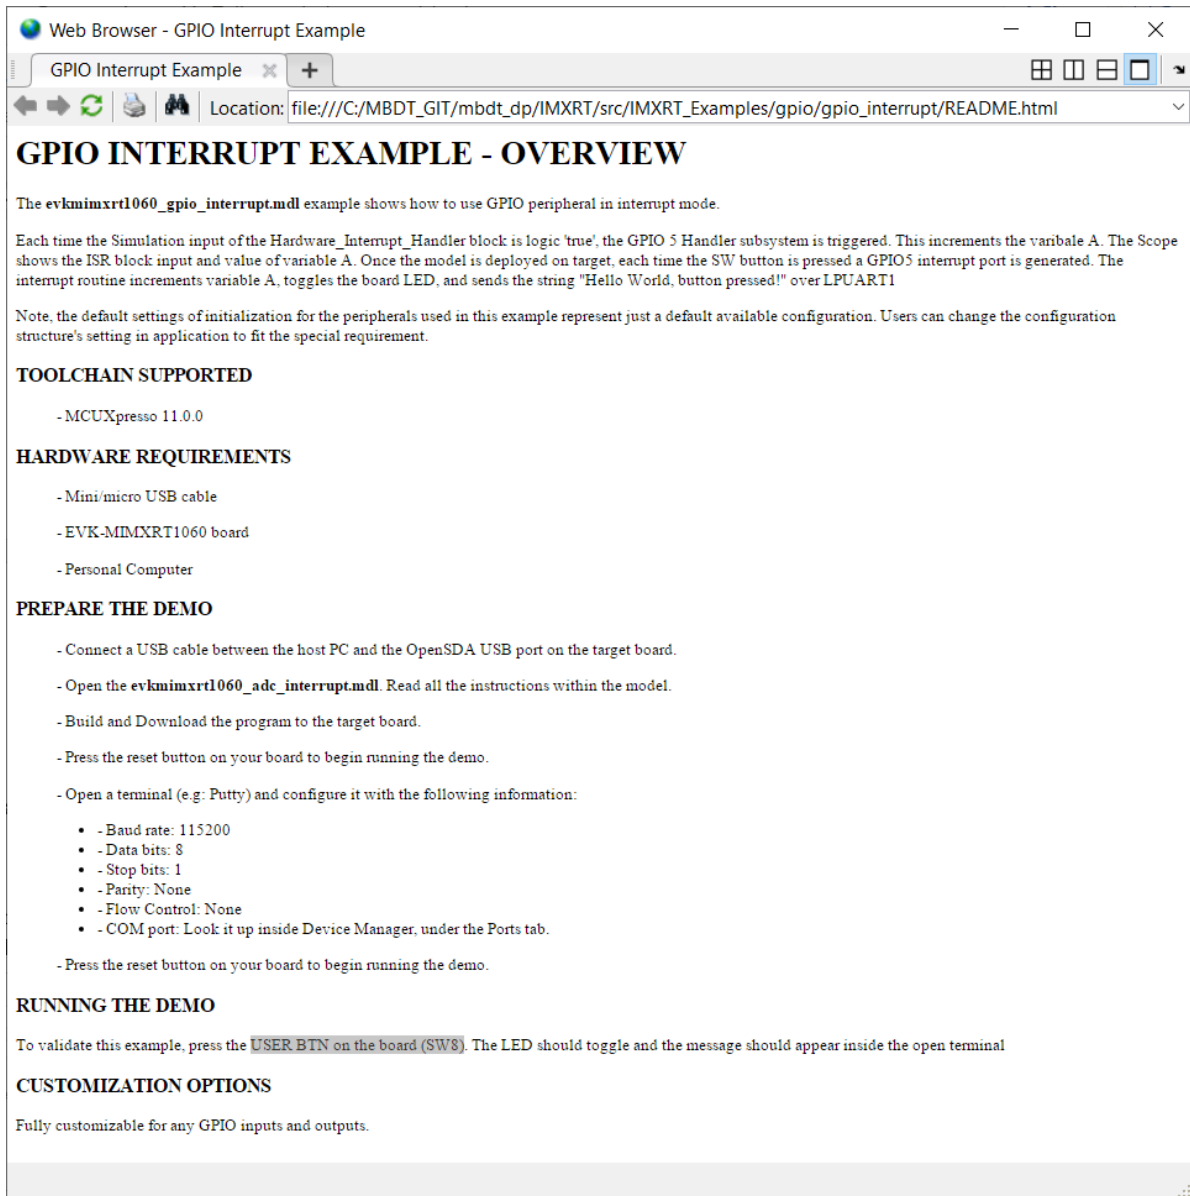 Web Browser - GPIO Interrupt Example
GPIO Interrupt Example
Location: file:///C:/MBDT_GIT/mbdt_dp/IMXRT/src/IMXRT_Examples/gpio/gpio_interrupt/README.html
GPIO INTERRUPT EXAMPLE - OVERVIEW
The evkmimxrt1060_gpio_interrupt.mdl example shows how to use GPIO peripheral in interrupt mode.
Each time the Simulation input of the Hardware_Interrupt_Handler block is logic 'true', the GPIO 5 Handler subsystem is triggered. This increments the varibale A. The Scope
shows the ISR block input and value of variable A. Once the model is deployed on target, each time the SW button is pressed a GPIO5 interrupt port is generated. The
interrupt routine increments variable A, toggles the board LED, and sends the string "Hello World, button pressed!" over LPUART1
Note, the default settings of initialization for the peripherals used in this example represent just a default available configuration. Users can change the configuration
structure's setting in application to fit the special requirement.
TOOLCHAIN SUPPORTED
- MCUXpresso 11.0.0
HARDWARE REQUIREMENTS
- Mini/micro USB cable
- EVK-MIMXRT1060 board
- Personal Computer
PREPARE THE DEMO
- Connect a USB cable between the host PC and the OpenSDA USB port on the target board.
- Open the evkmimxrt1060_adc_interrupt.mdl. Read all the instructions within the model.
- Build and Download the program to the target board.
- Press the reset button on your board to begin running the demo.
- Open a terminal (e.g: Putty) and configure it with the following information:
• - Baud rate: 115200
• - Data bits: 8
• - Stop bits: 1
• - Parity: None
• - Flow Control: None
• - COM port: Look it up inside Device Manager, under the Ports tab.
- Press the reset button on your board to begin running the demo.
RUNNING THE DEMO
To validate this example, press the USER BTN on the board (SW8). The LED should toggle and the message should appear inside the open terminal
CUSTOMIZATION OPTIONS
Fully customizable for any GPIO inputs and outputs.